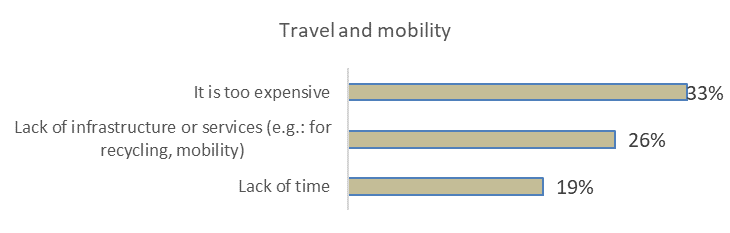 Travel and mobility
It is too expensive
33%
Lack of infrastructure or services (e.g.: for
recycling, mobility)
26%
Lack of time
19%